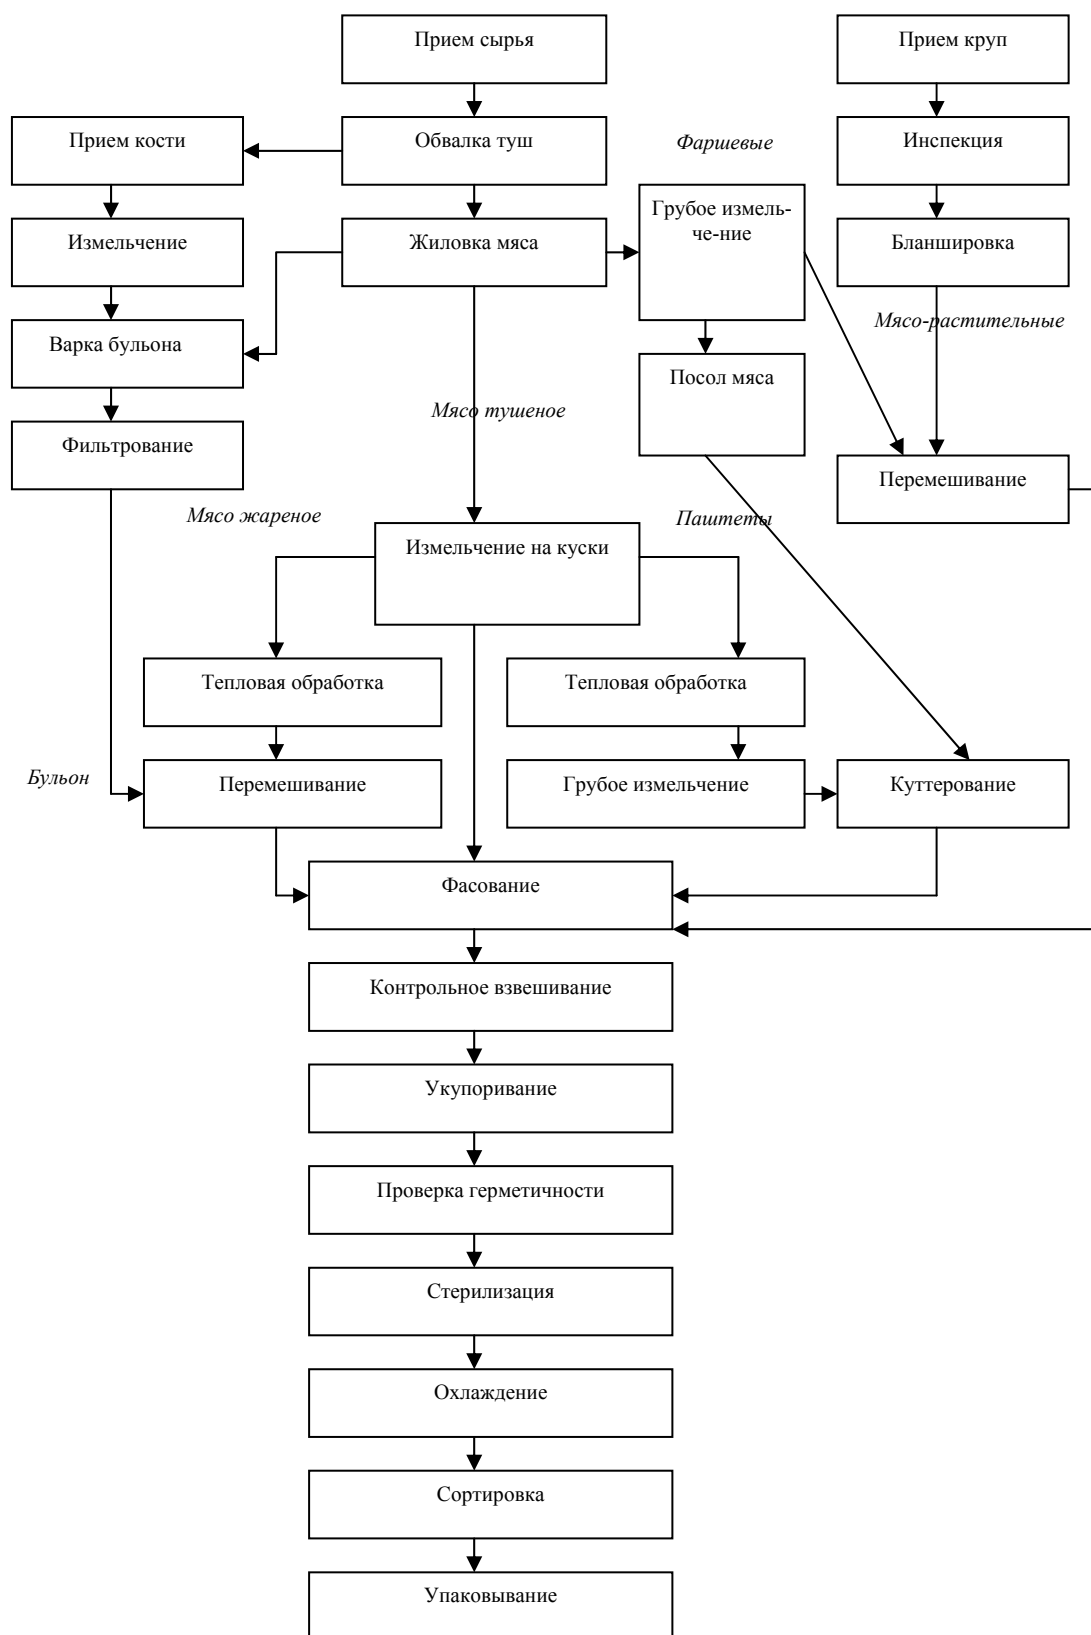 Прием сырья
Прием круп
Прием кости
Обвалка туш
Фаршевые
Инспекция
Измельчение
Жиловка мяса
Грубое измель-
че-ние
Бланшировка
Мясо-растительные
Варка бульона
Посол мяса
Мясо тушеное
Фильтрование
Перемешивание
Мясо жареное
Паштеты
Измельчение на куски
Тепловая обработка
Тепловая обработка
Бульон
Перемешивание
Грубое измельчение
Куттерование
Фасование
Контрольное взвешивание
Укупоривание
Проверка герметичности
Стерилизация
Охлаждение
Сортировка
Упаковывание